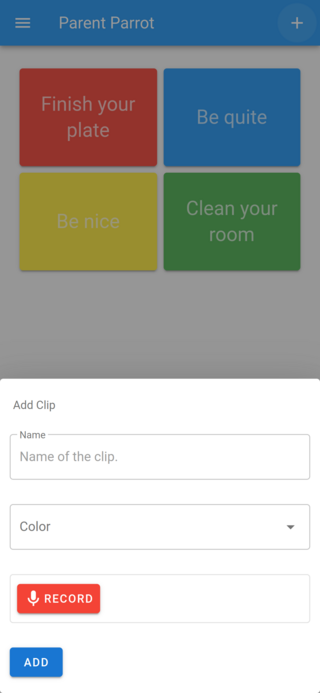 Parent Parrot
Finish your
plate
Be quite
Be nice
Clean your
room
Add Clip
Name
Name of the clip.
Color
RECORD
ADD